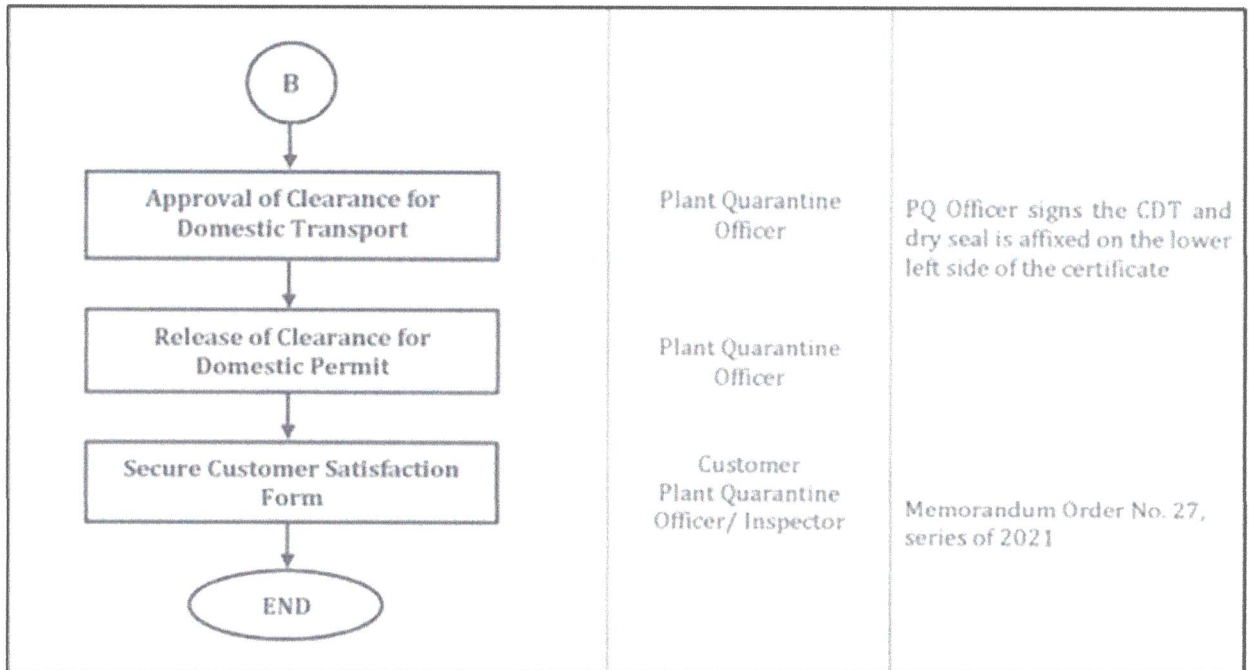 B
Approval of Clearance for
Domestic Transport
Plant Quarantine
Officer
PQ Officer signs the CDT and
dry seal is affixed on the lower
left side of the certificate
Release of Clearance for
Domestic Permit
Plant Quarantine
Officer
Secure Customer Satisfaction
Form
Customer
Plant Quarantine
Officer/ Inspector
Memorandum Order No. 27,
series of 2021
END